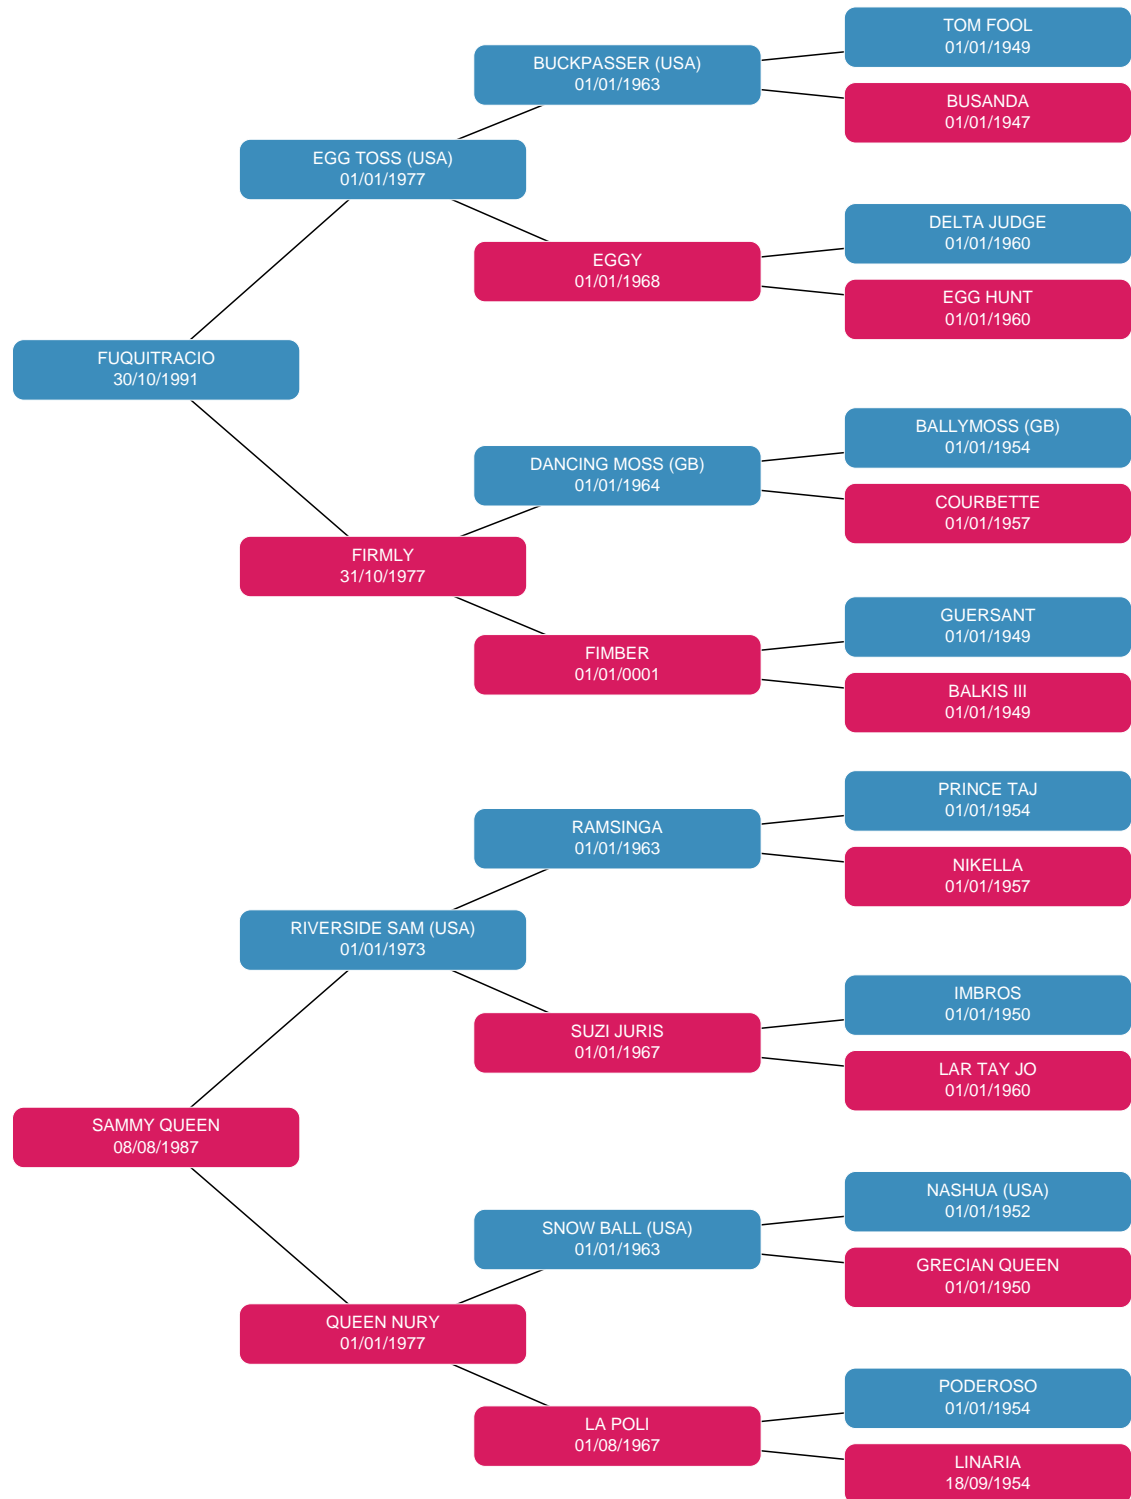 TOM FOOL
01/01/1949
BUCKPASSER (USA)
01/01/1963
BUSANDA
01/01/1947
EGG TOSS (USA)
01/01/1977
DELTA JUDGE
01/01/1960
EGGY
01/01/1968
EGG HUNT
01/01/1960
FUQUITRACIO
30/10/1991
BALLYMOSS (GB)
01/01/1954
DANCING MOSS (GB)
01/01/1964
COURBETTE
01/01/1957
FIRMLY
31/10/1977
GUERSANT
01/01/1949
FIMBER
01/01/0001
BALKIS III
01/01/1949
PRINCE TAJ
01/01/1954
RAMSINGA
01/01/1963
NIKELLA
01/01/1957
RIVERSIDE SAM (USA)
01/01/1973
IMBROS
01/01/1950
SUZI JURIS
01/01/1967
LAR TAY JO
01/01/1960
SAMMY QUEEN
08/08/1987
NASHUA (USA)
01/01/1952
SNOW BALL (USA)
01/01/1963
GRECIAN QUEEN
01/01/1950
QUEEN NURY
01/01/1977
PODEROSO
01/01/1954
LA POLI
01/08/1967
LINARIA
18/09/1954